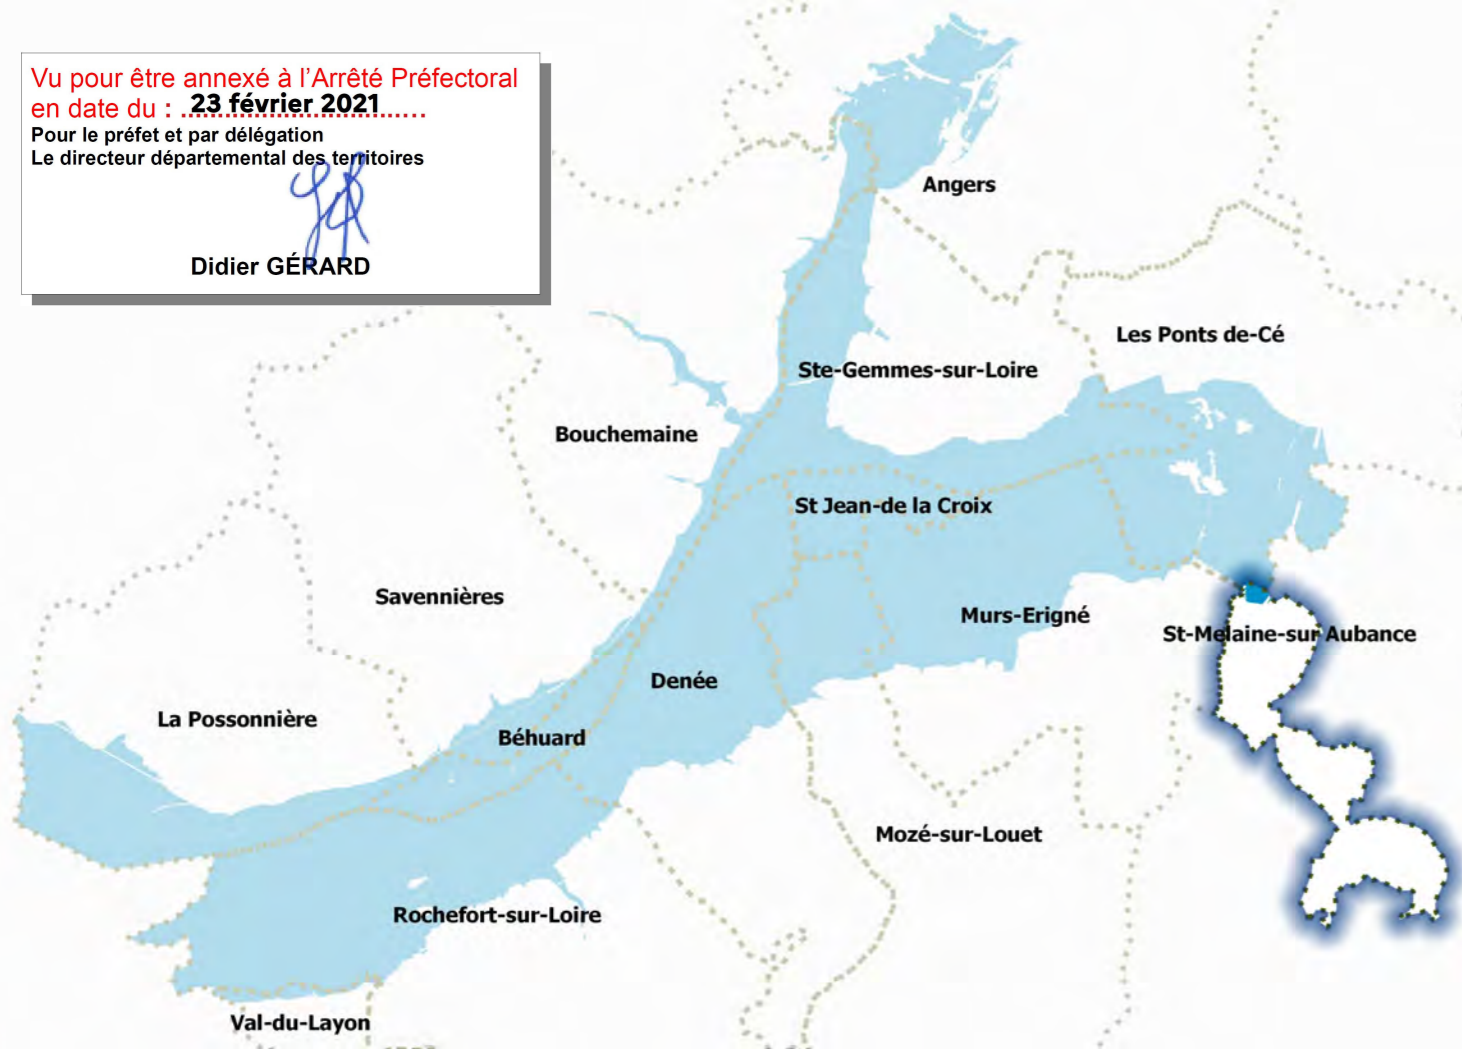 Vu pour être annexé à l'Arrêté Préfectoral
en date du : 23 février 2021
Pour le préfet et par délégation
Le directeur départemental des territoires
Didier GÉRARD
Angers
Les Ponts de-Cé
Ste-Gemmes-sur-Loire
Bouchemaine
St Jean-de la Croix
Savennières
Murs-Erigné
St-Melaine-sur Aubance
Denée
La Possonnière
Béhuard
Mozé-sur-Louet
Rochefort-sur-Loire
Val-du-Layon